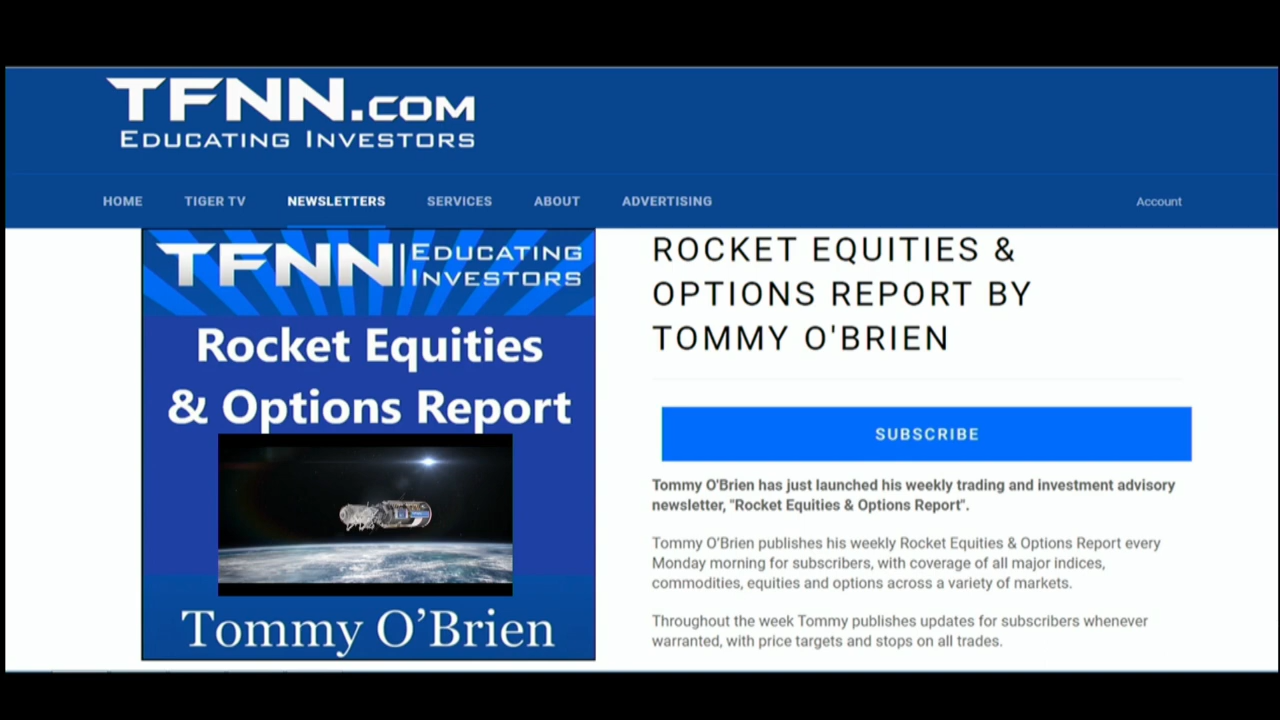 TFNN.COM
EDUCATING INVESTORS
HOME TIGER TV NEWSLETTERS SERVICES ABOUT ADVERTISING Account
TFNN | EDUCATING
INVESTORS
Rocket Equities
& Options Report
Tommy O'Brien
ROCKET EQUITIES &
OPTIONS REPORT BY
TOMMY O'BRIEN
SUBSCRIBE
Tommy O'Brien has just launched his weekly trading and investment advisory
newsletter, "Rocket Equities & Options Report".
Tommy O'Brien publishes his weekly Rocket Equities & Options Report every
Monday morning for subscribers, with coverage of all major indices,
commodities, equities and options across a variety of markets.
Throughout the week Tommy publishes updates for subscribers whenever
warranted, with price targets and stops on all trades.